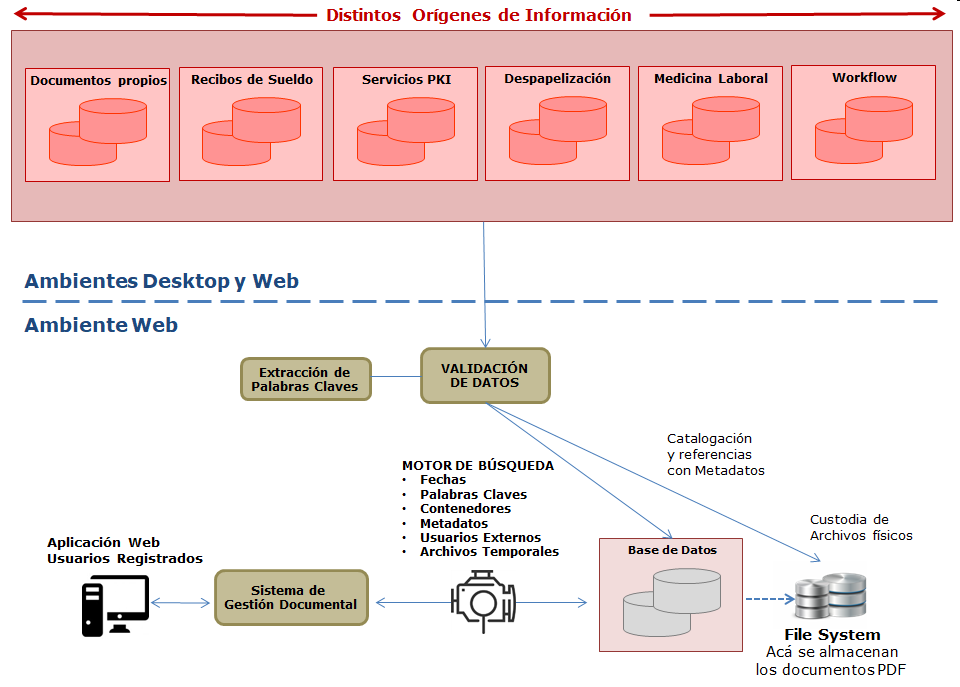 Distintos Orígenes de Información
Documentos propios
Recibos de Sueldo
Servicios PKI
Despapelización
Medicina Laboral
Workflow
Ambientes Desktop y Web
Ambiente Web
Extracción de
Palabras Claves
VALIDACIÓN
DE DATOS
Catalogación
y referencias
con Metadatos
MOTOR DE BÚSQUEDA
• Fechas
• Palabras Claves
• Contenedores
• Metadatos
• Usuarios Externos
• Archivos Temporales
Custodia de
Archivos físicos
Aplicación Web
Usuarios Registrados
Sistema de
Gestión Documental
Base de Datos
File System
Acá se almacenan
los documentos PDF